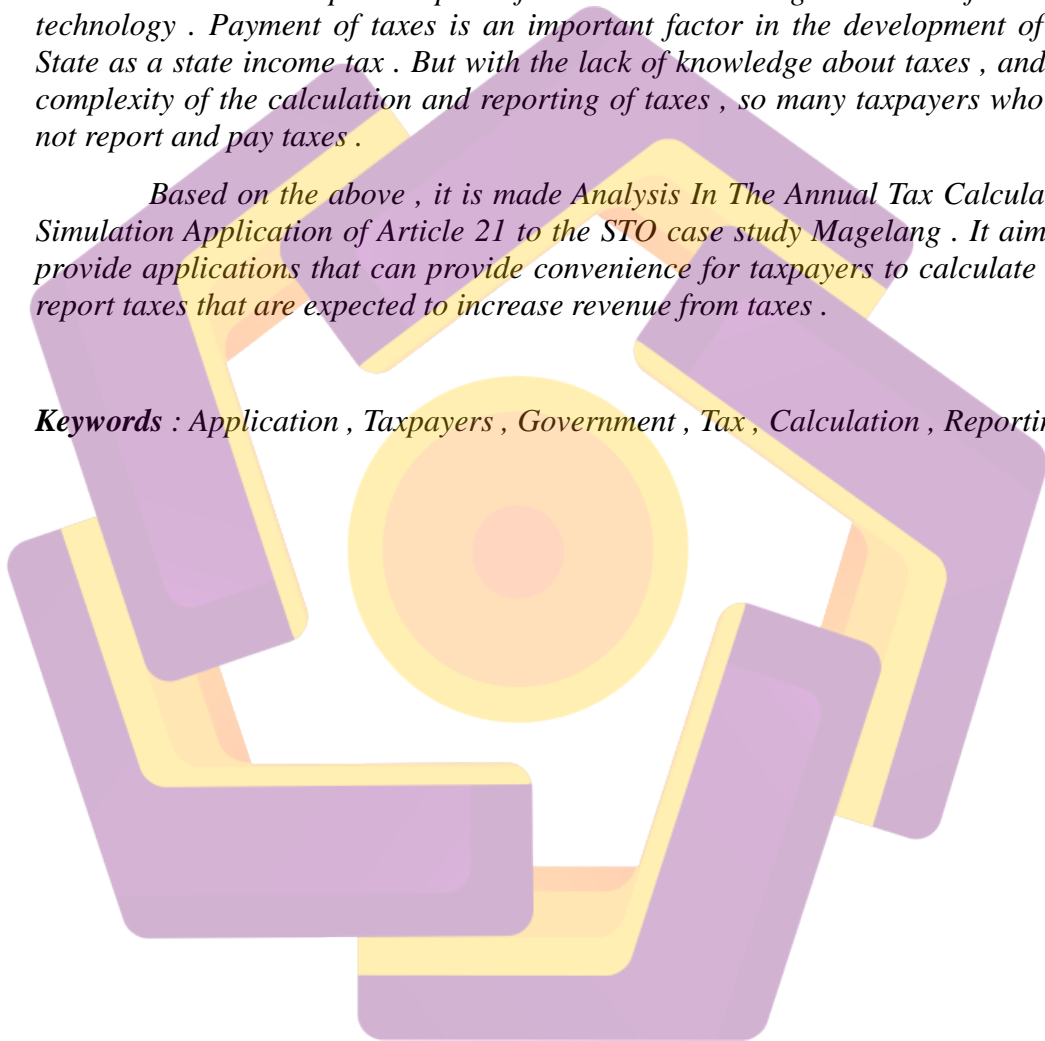 technology . Payment of taxes is an important factor in the development of
State as a state income tax . But with the lack of knowledge about taxes , and
complexity of the calculation and reporting of taxes , so many taxpayers who
not report and pay taxes .
Based on the above , it is made Analysis In The Annual Tax Calcula
Simulation Application of Article 21 to the STO case study Magelang . It aim
provide applications that can provide convenience for taxpayers to calculate
report taxes that are expected to increase revenue from taxes .
Keywords : Application , Taxpayers , Government , Tax , Calculation , Reportin